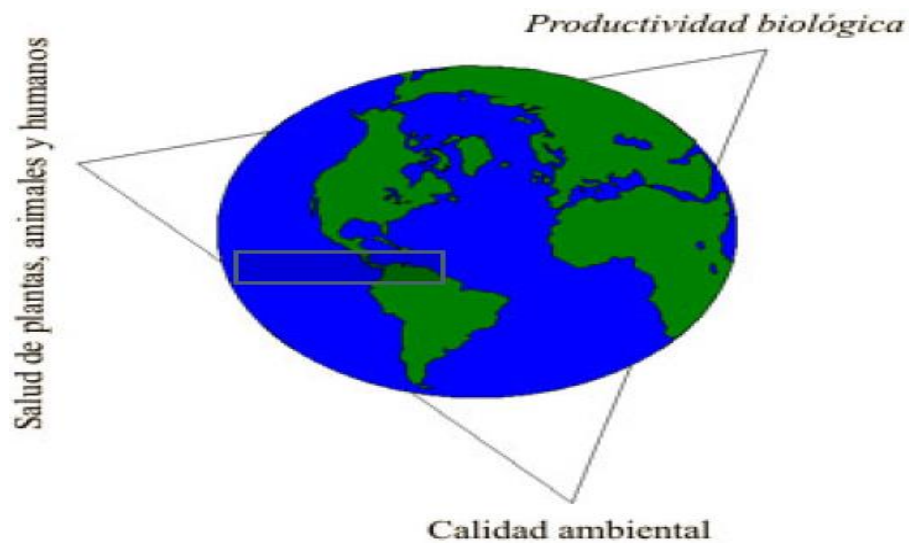 Productividad biológica
Salud de plantas, animales y humanos
Calidad ambiental